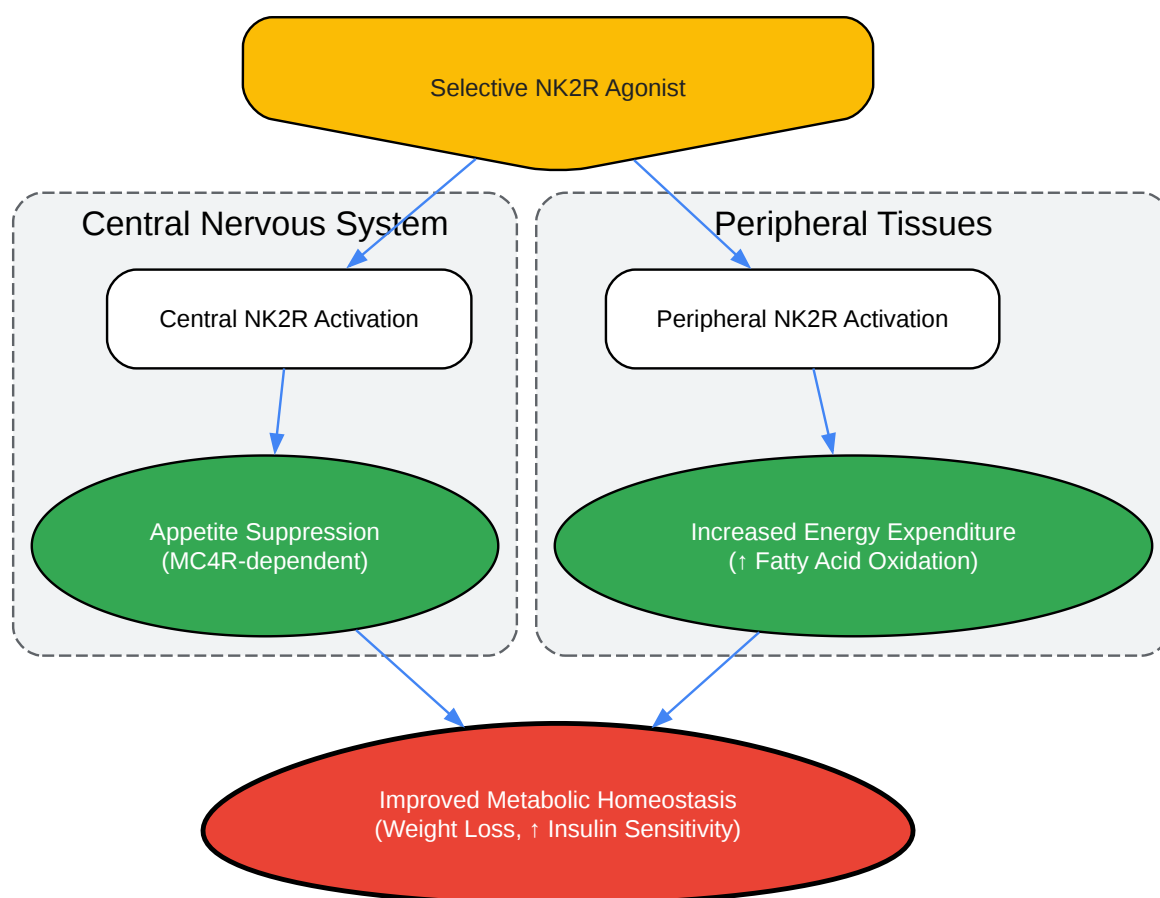 Selective NK2R Agonist
Central Nervous System
Peripheral Tissues
Central NK2R Activation
Peripheral NK2R Activation
Appetite Suppression
(MC4R-dependent)
Increased Energy Expenditure
(↑ Fatty Acid Oxidation)
Improved Metabolic Homeostasis
(Weight Loss, ↑ Insulin Sensitivity)